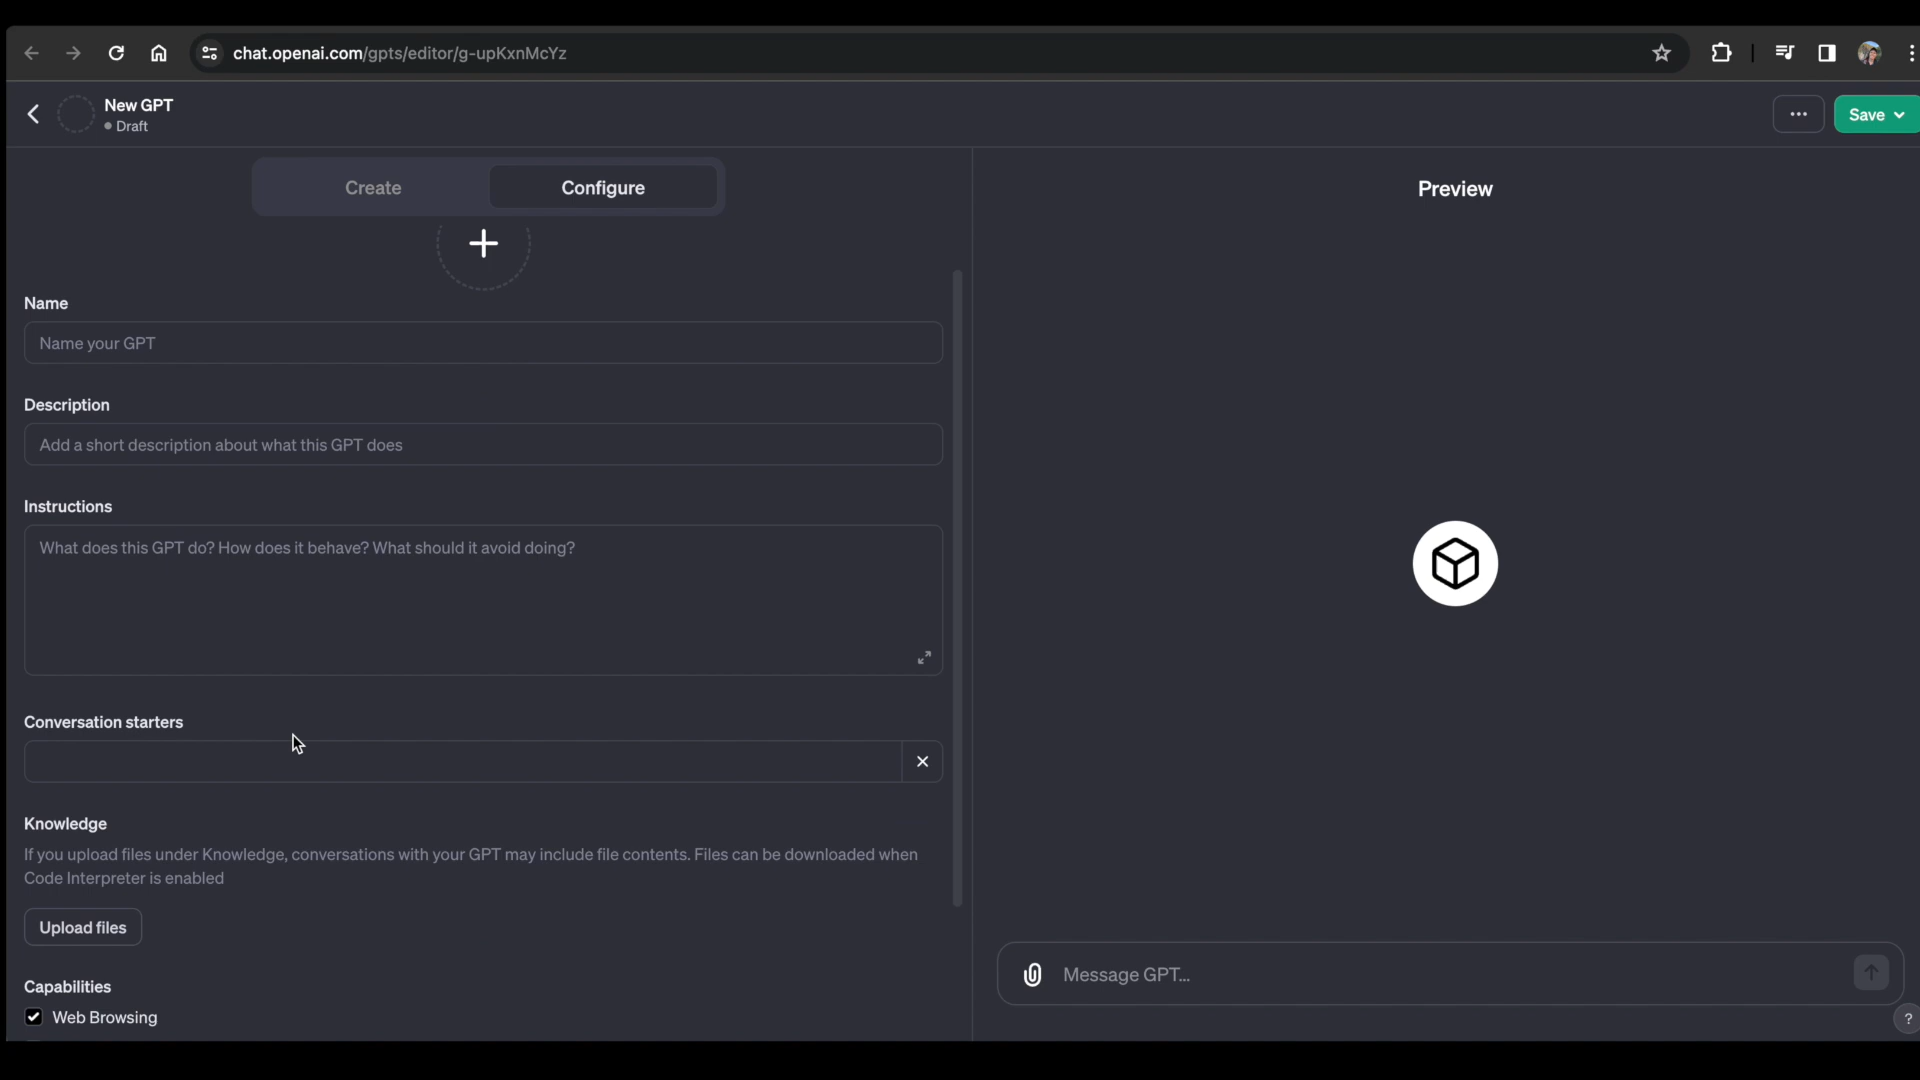 chat.openai.com/gpts/editor/g-upKxnMcYz
New GPT
Draft
Save
Create
Configure
Preview
Name
Name your GPT
Description
Add a short description about what this GPT does
Instructions
What does this GPT do? How does it behave? What should it avoid doing?
Conversation starters
Knowledge
If you upload files under Knowledge, conversations with your GPT may include file contents. Files can be downloaded when
Code Interpreter is enabled
Upload files
Capabilities
Web Browsing
Message GPT...
?